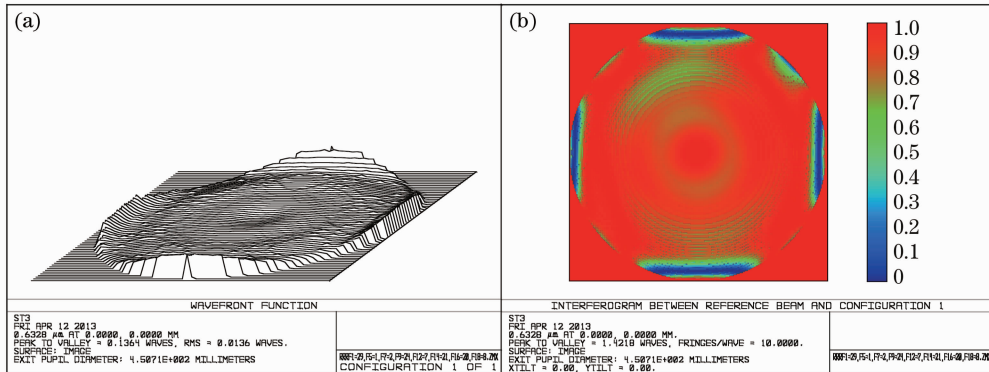 (a)
(b)
1.0
0.9
0.8
0.7
0.6
0.5
0.4
0.3
0.2
0.1
0
WAVEFRONT FUNCTION
ST3
FRI APR 12 2013
0.6328 µm AT 0.0000, 0.0000 MM
PEAK TO VALLEY = 0.1364 WAVES, RMS = 0.0136 WAVES.
SURFACE: IMAGE
EXIT PUPIL DIAMETER: 4.5071E+002 MILLIMETERS
CONFIGURATION 1 OF 1
INTERFEROGRAM BETWEEN REFERENCE BEAM AND CONFIGURATION 1
ST3
FRI APR 12 2013
0.6328 µm AT 0.0000, 0.0000 MM.
PEAK TO VALLEY = 1.4218 WAVES, FRINGES/WAVE = 10.0000.
SURFACE: IMAGE
EXIT PUPIL DIAMETER: 4.5071E+002 MILLIMETERS
XTILT = 0.00, YTILT = 0.00.